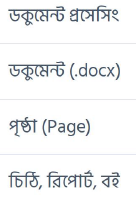 ডকুমেন্ট প্রসেসিং
ডকুমেন্ট (.docx)
পৃষ্ঠা (Page)
চিঠি, রিপোর্ট, বই